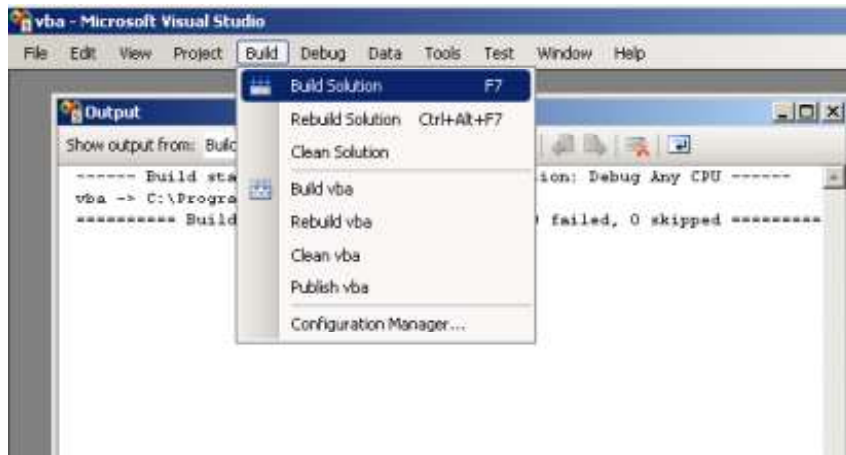 vba - Microsoft Visual Studio
File Edit View Project Build Debug Data Tools Test Window Help
Build Solution F7
Output
Rebuild Solution Ctrl+Alt+F7
Show output from:
Clean Solution
------ Build sta ion: Debug Any CPU ------
Build vba
vba -> C:\Progra
========== Build failed, 0 skipped =========
Rebuild vba
Clean vba
Publish vba
Configuration Manager...